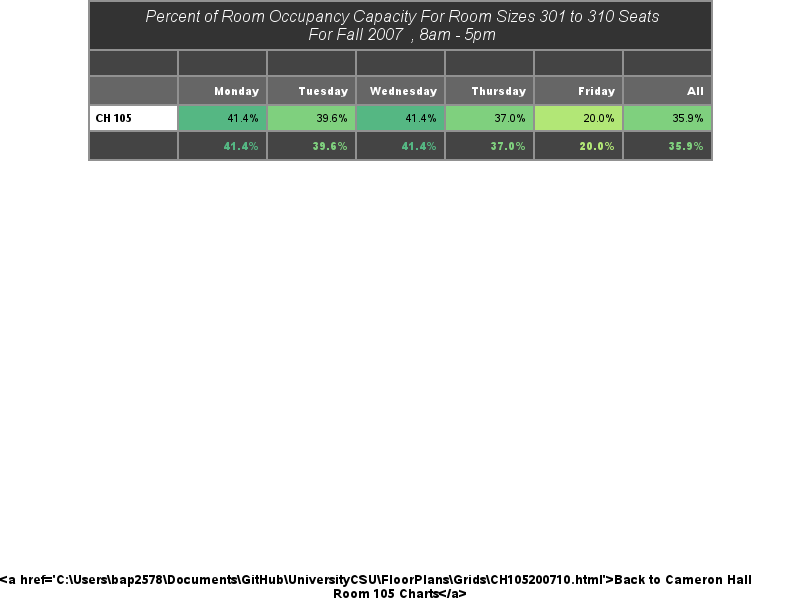 Percent of Room Occupancy Capacity For Room Sizes 301 to 310 Seats
For Fall 2007 , 8am - 5pm
Monday Tuesday Wednesday Thursday Friday All
CH 105 41.4% 39.6% 41.4% 37.0% 20.0% 35.9%
41.4% 39.6% 41.4% 37.0% 20.0% 35.9%
<a href='C:\Users\bap2578\Documents\GitHub\UniversityCSU\FloorPlans\Grids\CH105200710.html'>Back to Cameron Hall
Room 105 Charts</a>